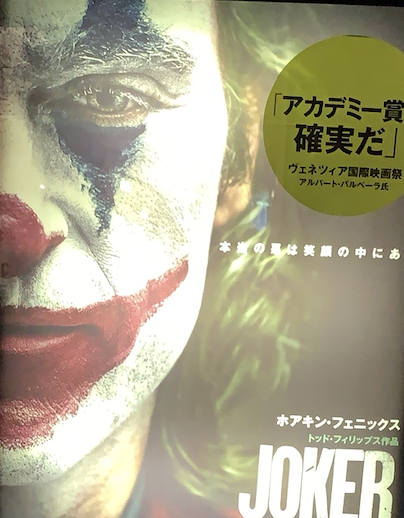 「アカデミー賞
確実だ」
ヴェネツィア国際映画祭
アルバート・バルベーラ氏
本当の悪は笑顔の中にあ
ホアキン・フェニックス
トッド・フィリップス作品
JOKER